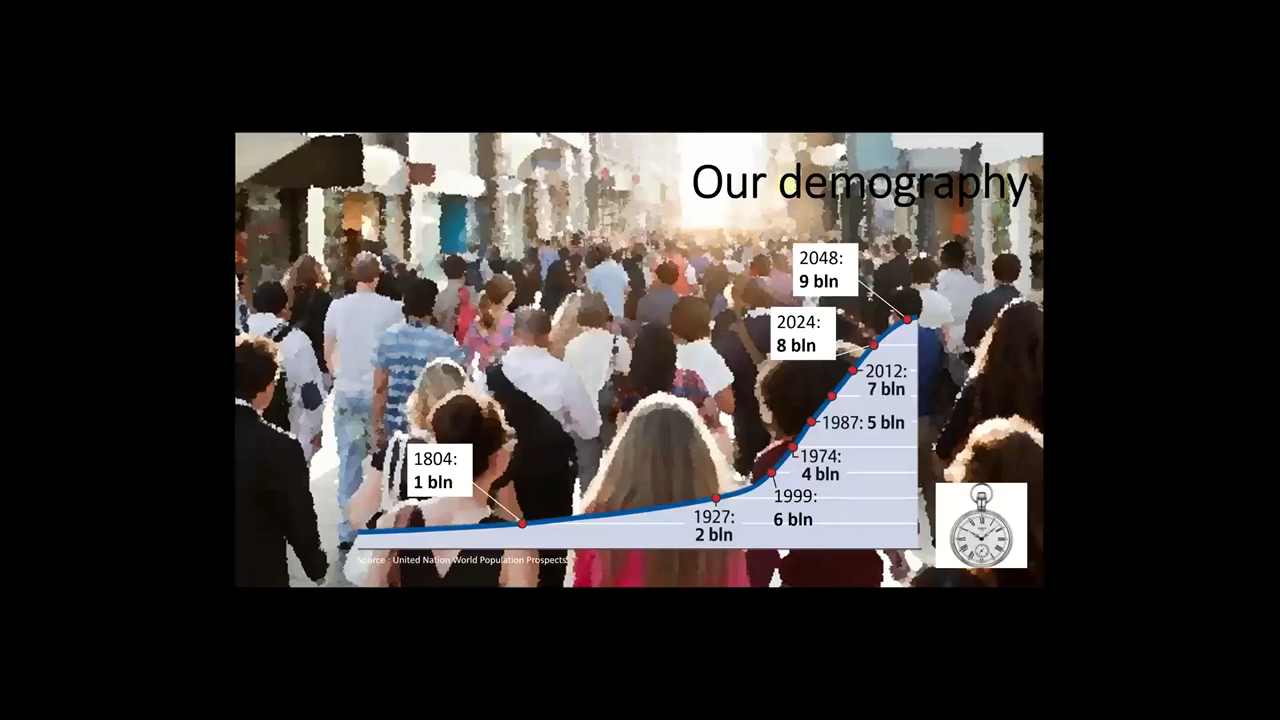 Our demography
2048:
9 bln
2024:
8 bln
2012:
7 bln
1987: 5 bln
1974:
4 bln
1804:
1 bln
1999:
6 bln
1927:
2 bln
Source : United Nation World Population Prospects